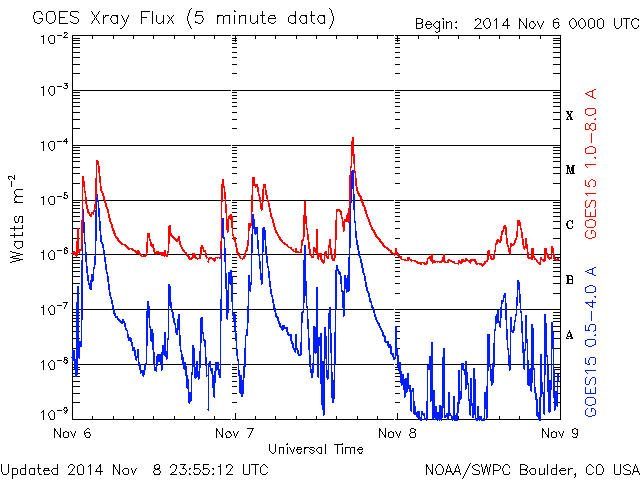 GOES Xray Flux (5 minute data)
Begin: 2014 Nov 6 0000 UTC
10⁻²
10⁻³
10⁻⁴
10⁻⁵
10⁻⁶
10⁻⁷
10⁻⁸
10⁻⁹
Watts m⁻²
X
M
C
B
A
GOES15 1.0–8.0 A
GOES15 0.5–4.0 A
Nov 6
Nov 7
Nov 8
Nov 9
Universal Time
Updated 2014 Nov 8 23:55:12 UTC
NOAA/SWPC Boulder, CO USA